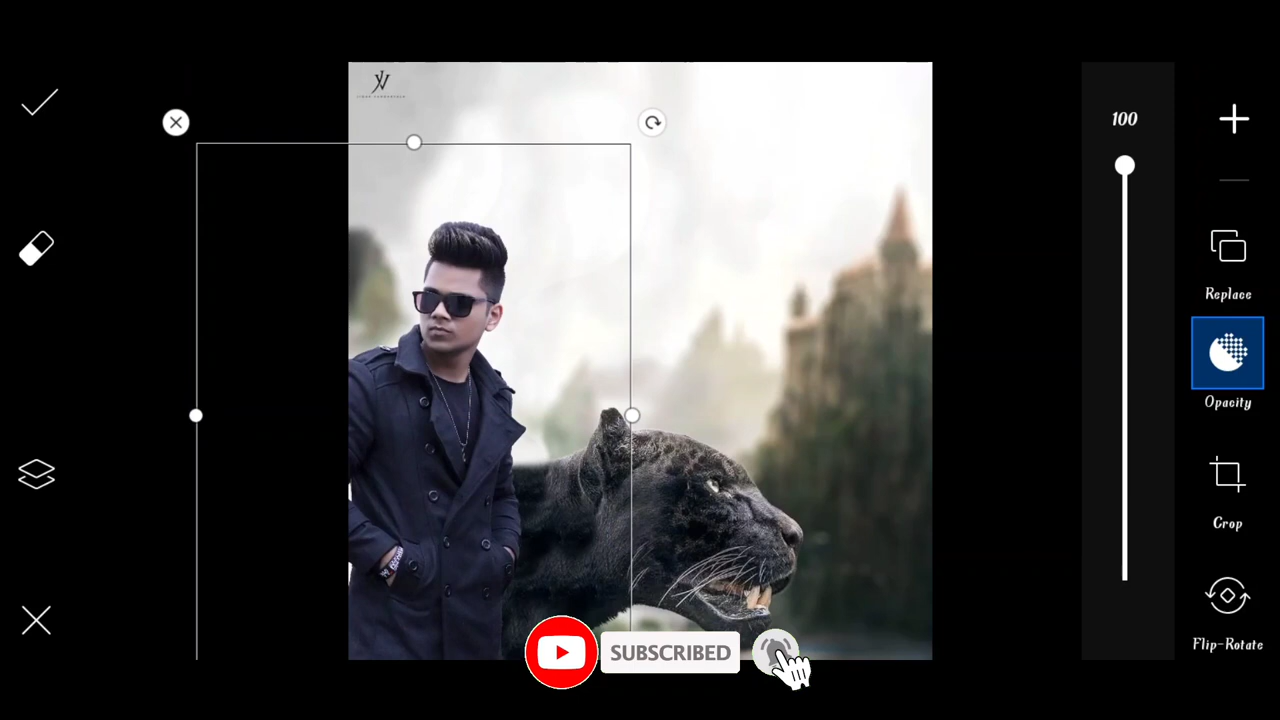 100
Replace
Opacity
Crop
Flip-Rotate
SUBSCRIBED